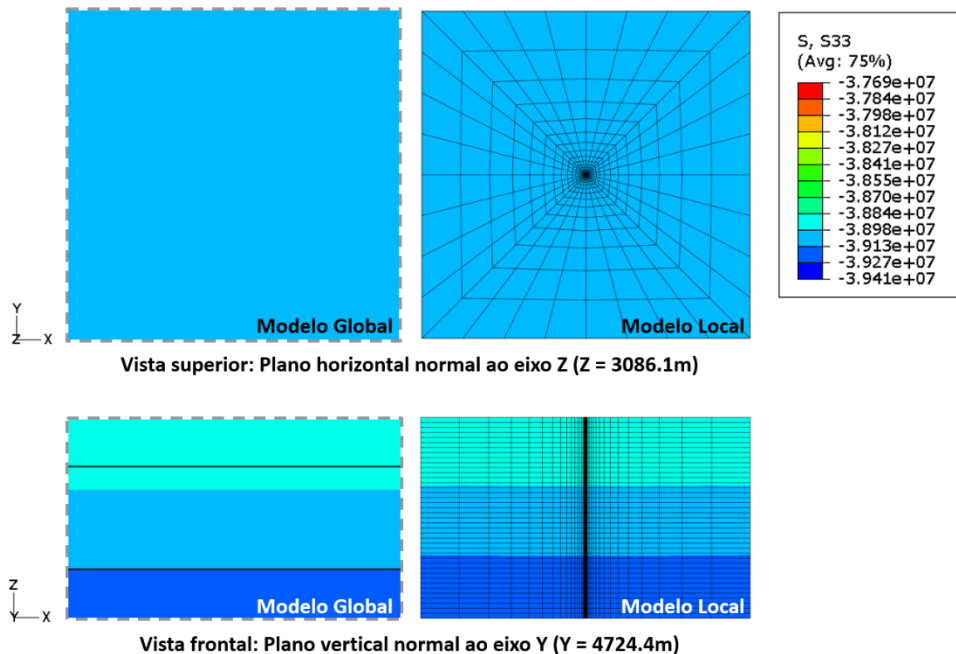 S, S33
(Avg: 75%)
-3.769e+07
-3.784e+07
-3.798e+07
-3.812e+07
-3.827e+07
-3.841e+07
-3.855e+07
-3.870e+07
-3.884e+07
-3.898e+07
-3.913e+07
-3.927e+07
-3.941e+07
Y
Z X
Modelo Global
Modelo Local
Vista superior: Plano horizontal normal ao eixo Z (Z = 3086.1m)
Z
Y X
Modelo Global
Modelo Local
Vista frontal: Plano vertical normal ao eixo Y (Y = 4724.4m)